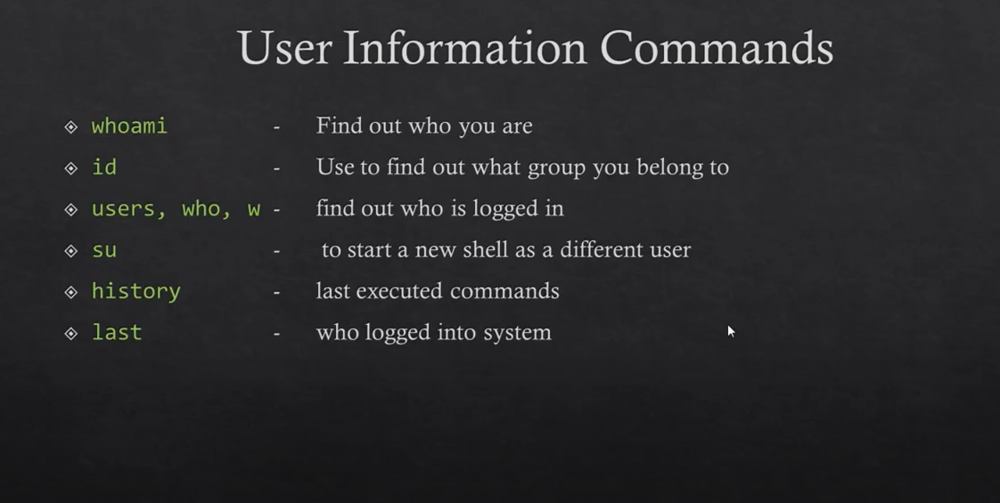 User Information Commands
whoami - Find out who you are
id - Use to find out what group you belong to
users, who, w - find out who is logged in
su - to start a new shell as a different user
history - last executed commands
last - who logged into system